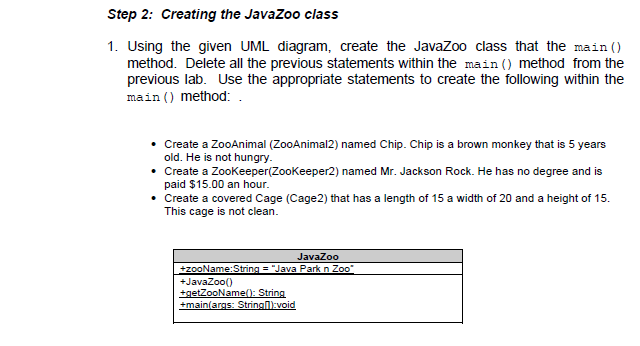 Step 2: Creating the JavaZoo class
1. Using the given UML diagram, create the JavaZoo class that the main()
method. Delete all the previous statements within the main() method from the
previous lab. Use the appropriate statements to create the following within the
main() method: .
• Create a ZooAnimal (ZooAnimal2) named Chip. Chip is a brown monkey that is 5 years
old. He is not hungry.
• Create a ZooKeeper(ZooKeeper2) named Mr. Jackson Rock. He has no degree and is
paid $15.00 an hour.
• Create a covered Cage (Cage2) that has a length of 15 a width of 20 and a height of 15.
This cage is not clean.
JavaZoo
+zooName:String = "Java Park n Zoo"
+JavaZoo()
+getZooName(): String
+main(args: String[]):void